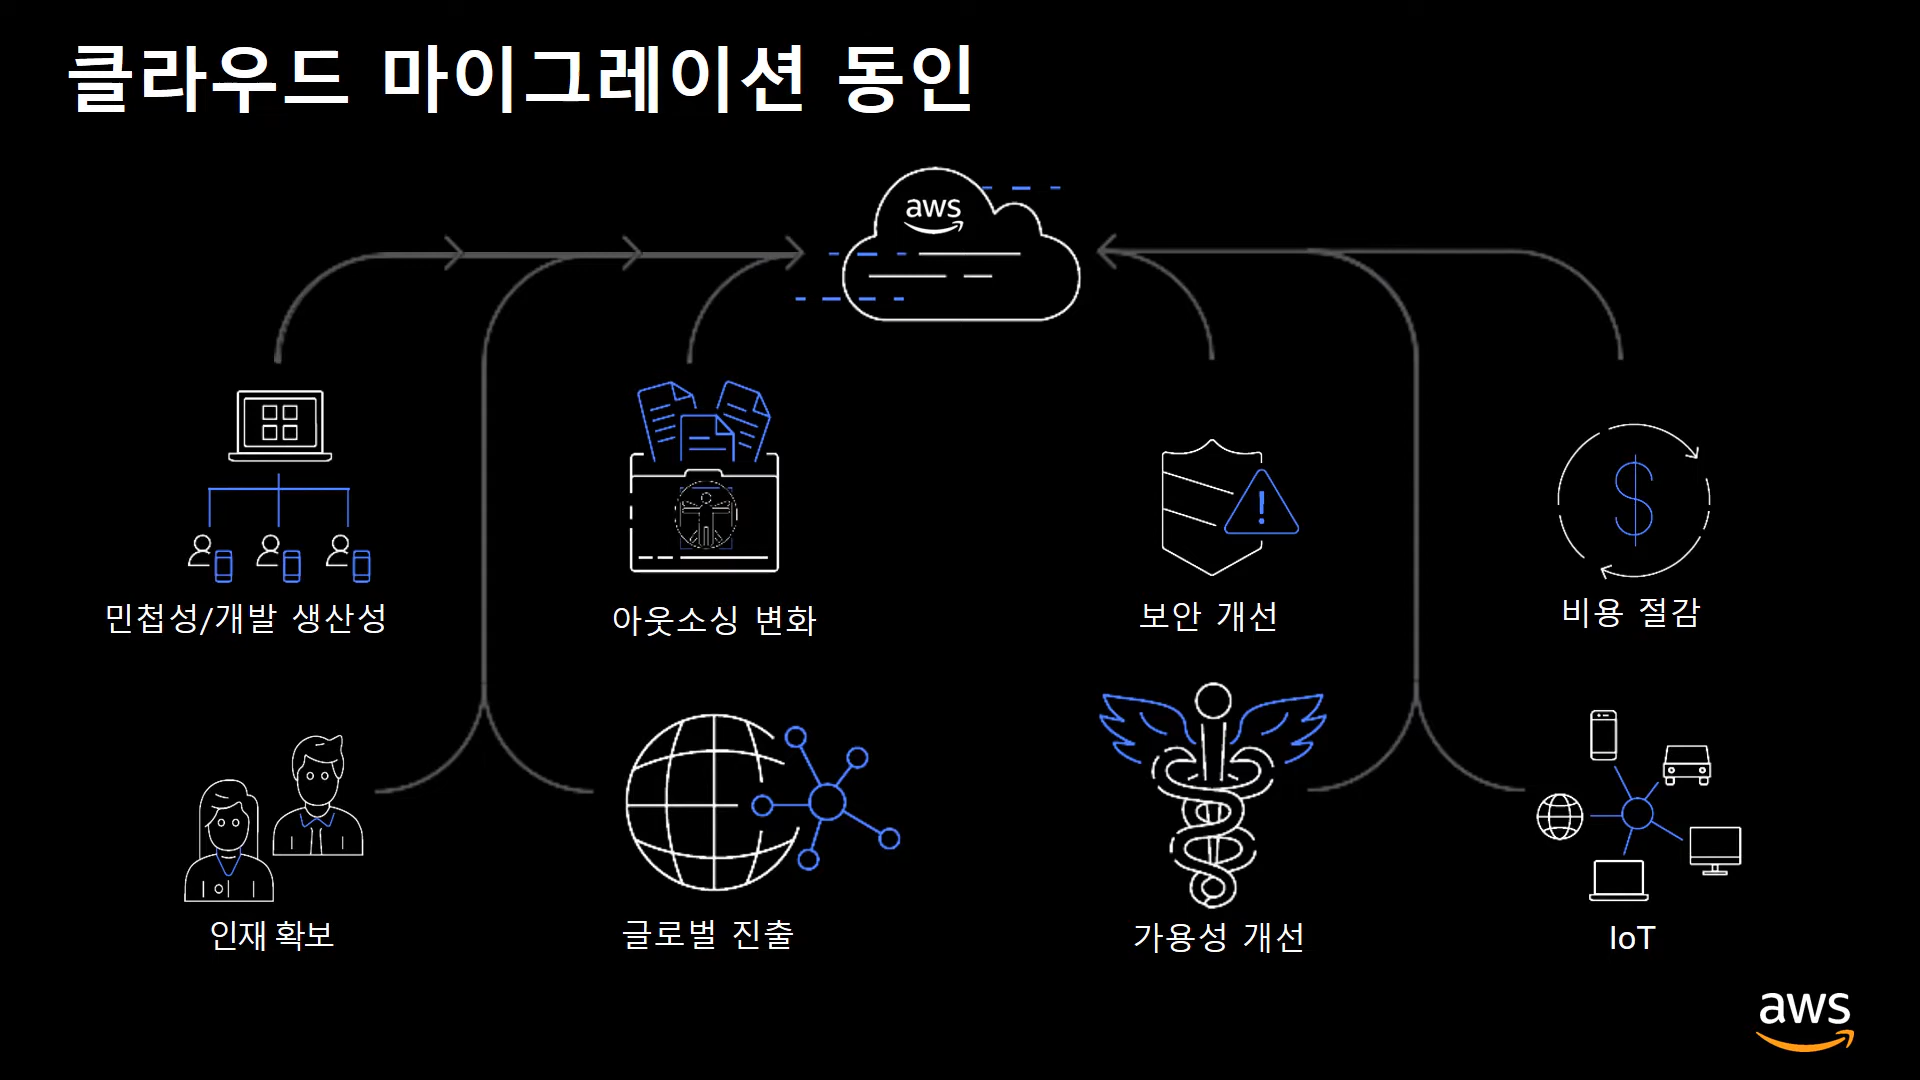 클라우드 마이그레이션 동인
aws
민첩성/개발 생산성
아웃소싱 변화
보안 개선
비용 절감
인재 확보
글로벌 진출
가용성 개선
IoT
aws